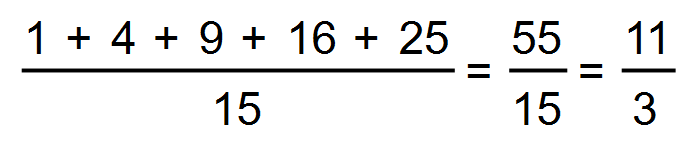 1 + 4 + 9 + 16 + 25 = 55 = 11
15 15 3